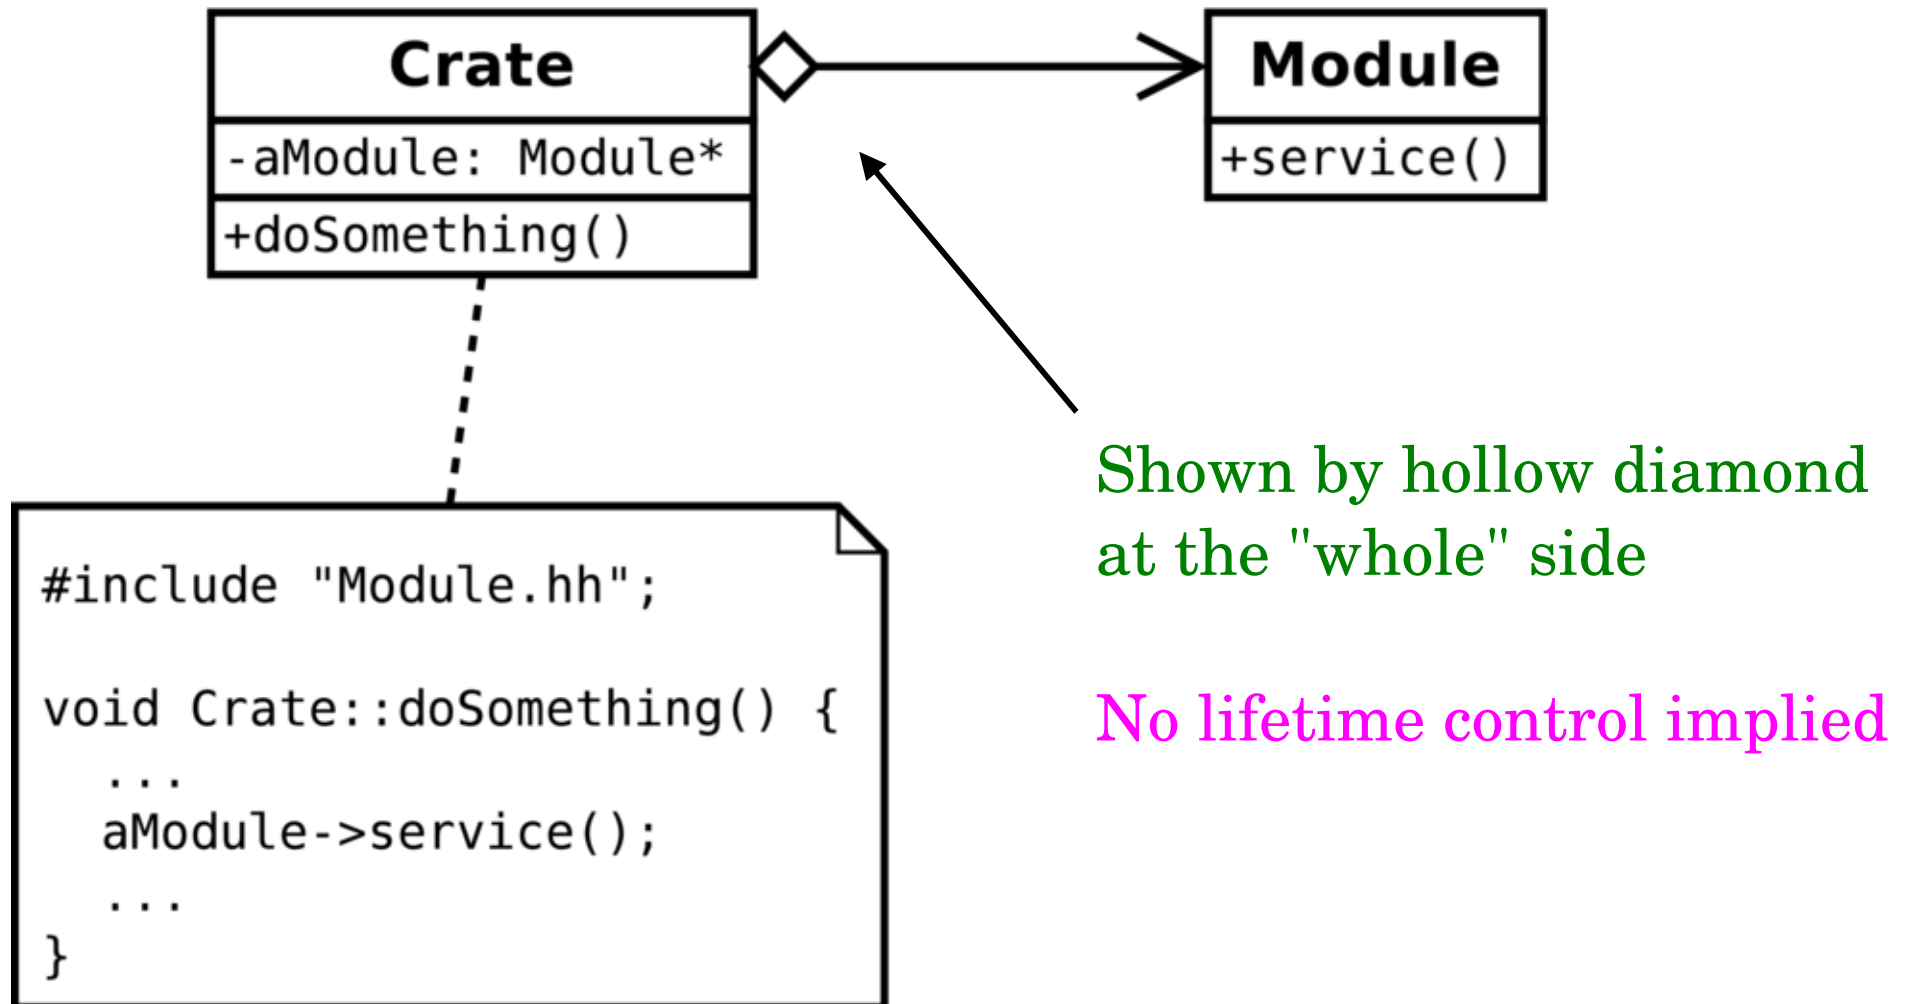 Crate
-aModule: Module*
+doSomething()
Module
+service()
Shown by hollow diamond
at the "whole" side
No lifetime control implied
#include "Module.hh";
void Crate::doSomething() {
...
aModule->service();
...
}